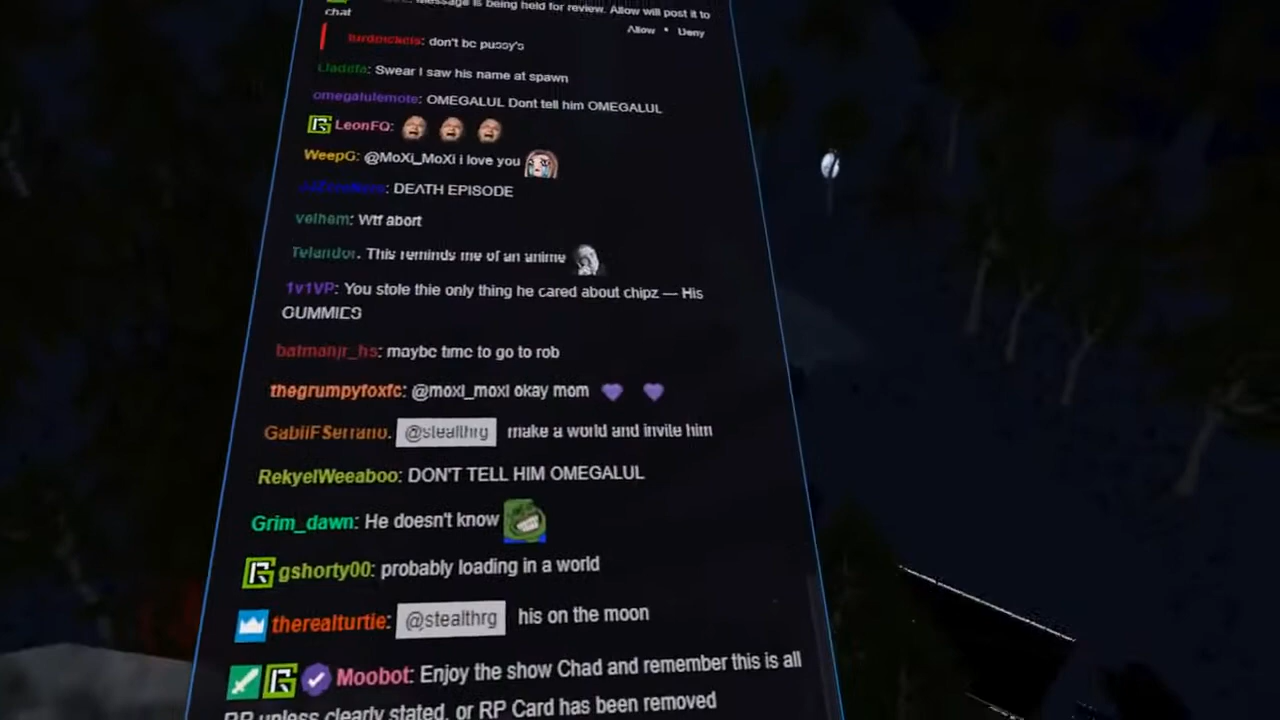 message is being held for review. Allow will post it to
chat
Allow • Deny
don't be pussy's
Swear I saw his name at spawn
omegalulemote: OMEGALUL Dont tell him OMEGALUL
LeonFQ:
WeepG: @MoXi_MoXi i love you
DEATH EPISODE
velhem: Wtf abort
This reminds me of an anime
1v1VP: You stole thie only thing he cared about chipz — His
GUMMIES
batmanjr_hs: maybe time to go to rob
thegrumpyfoxfc: @moxi_moxi okay mom
GabiiFSerrano: @stealthrg make a world and invite him
RekyelWeeaboo: DON'T TELL HIM OMEGALUL
Grim_dawn: He doesn't know
gshorty00: probably loading in a world
therealturtie: @stealthrg his on the moon
Moobot: Enjoy the show Chad and remember this is all
RP unless clearly stated, or RP Card has been removed